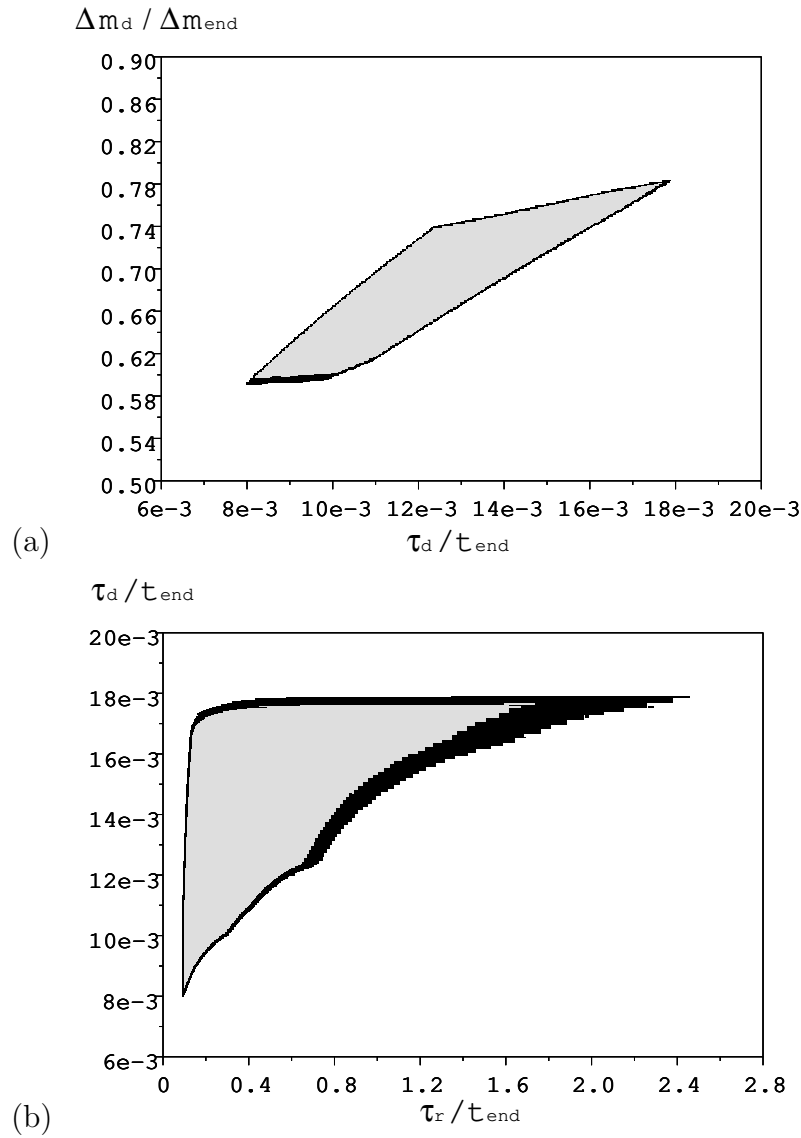 Δmd / Δmend
0.90
0.86
0.82
0.78
0.74
0.70
0.66
0.62
0.58
0.54
0.50
6e-3 8e-3 10e-3 12e-3 14e-3 16e-3 18e-3 20e-3
(a)
τd/tend
τd/tend
20e-3
18e-3
16e-3
14e-3
12e-3
10e-3
8e-3
6e-3
0 0.4 0.8 1.2 1.6 2.0 2.4 2.8
(b)
τr/tend